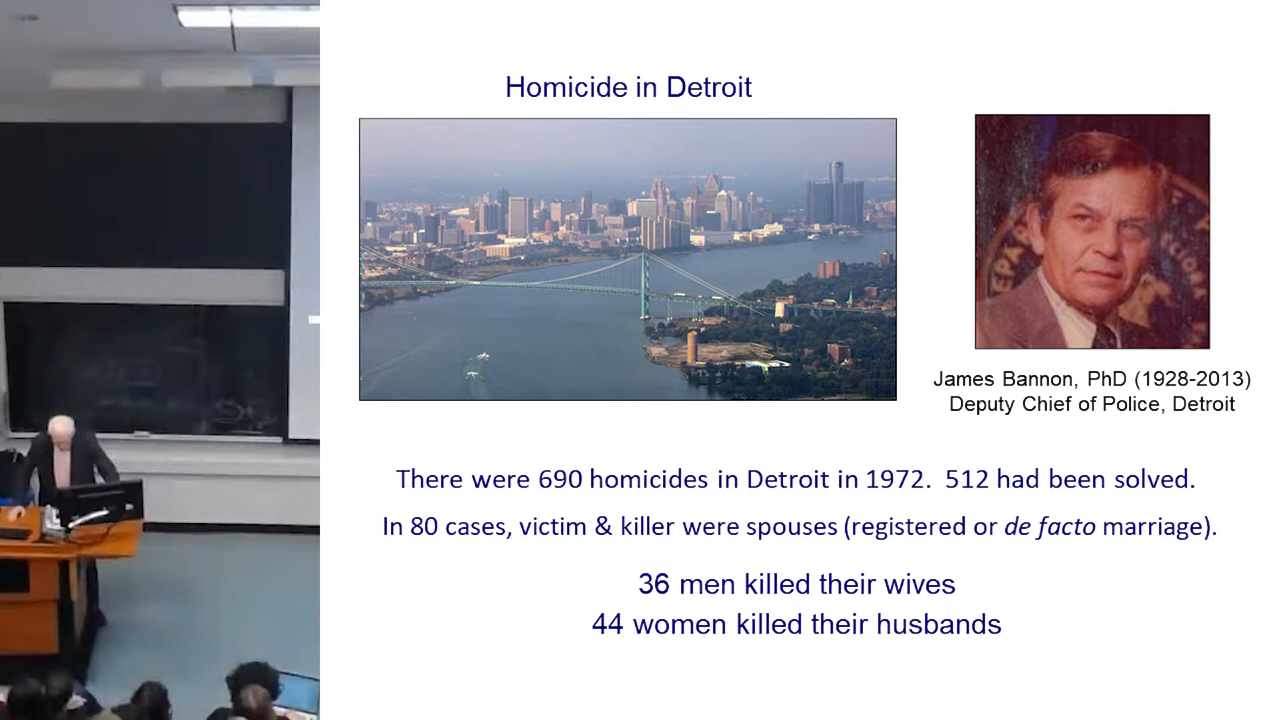 Homicide in Detroit
James Bannon, PhD (1928-2013)
Deputy Chief of Police, Detroit
There were 690 homicides in Detroit in 1972.  512 had been solved.
In 80 cases, victim & killer were spouses (registered or de facto marriage).
36 men killed their wives
44 women killed their husbands